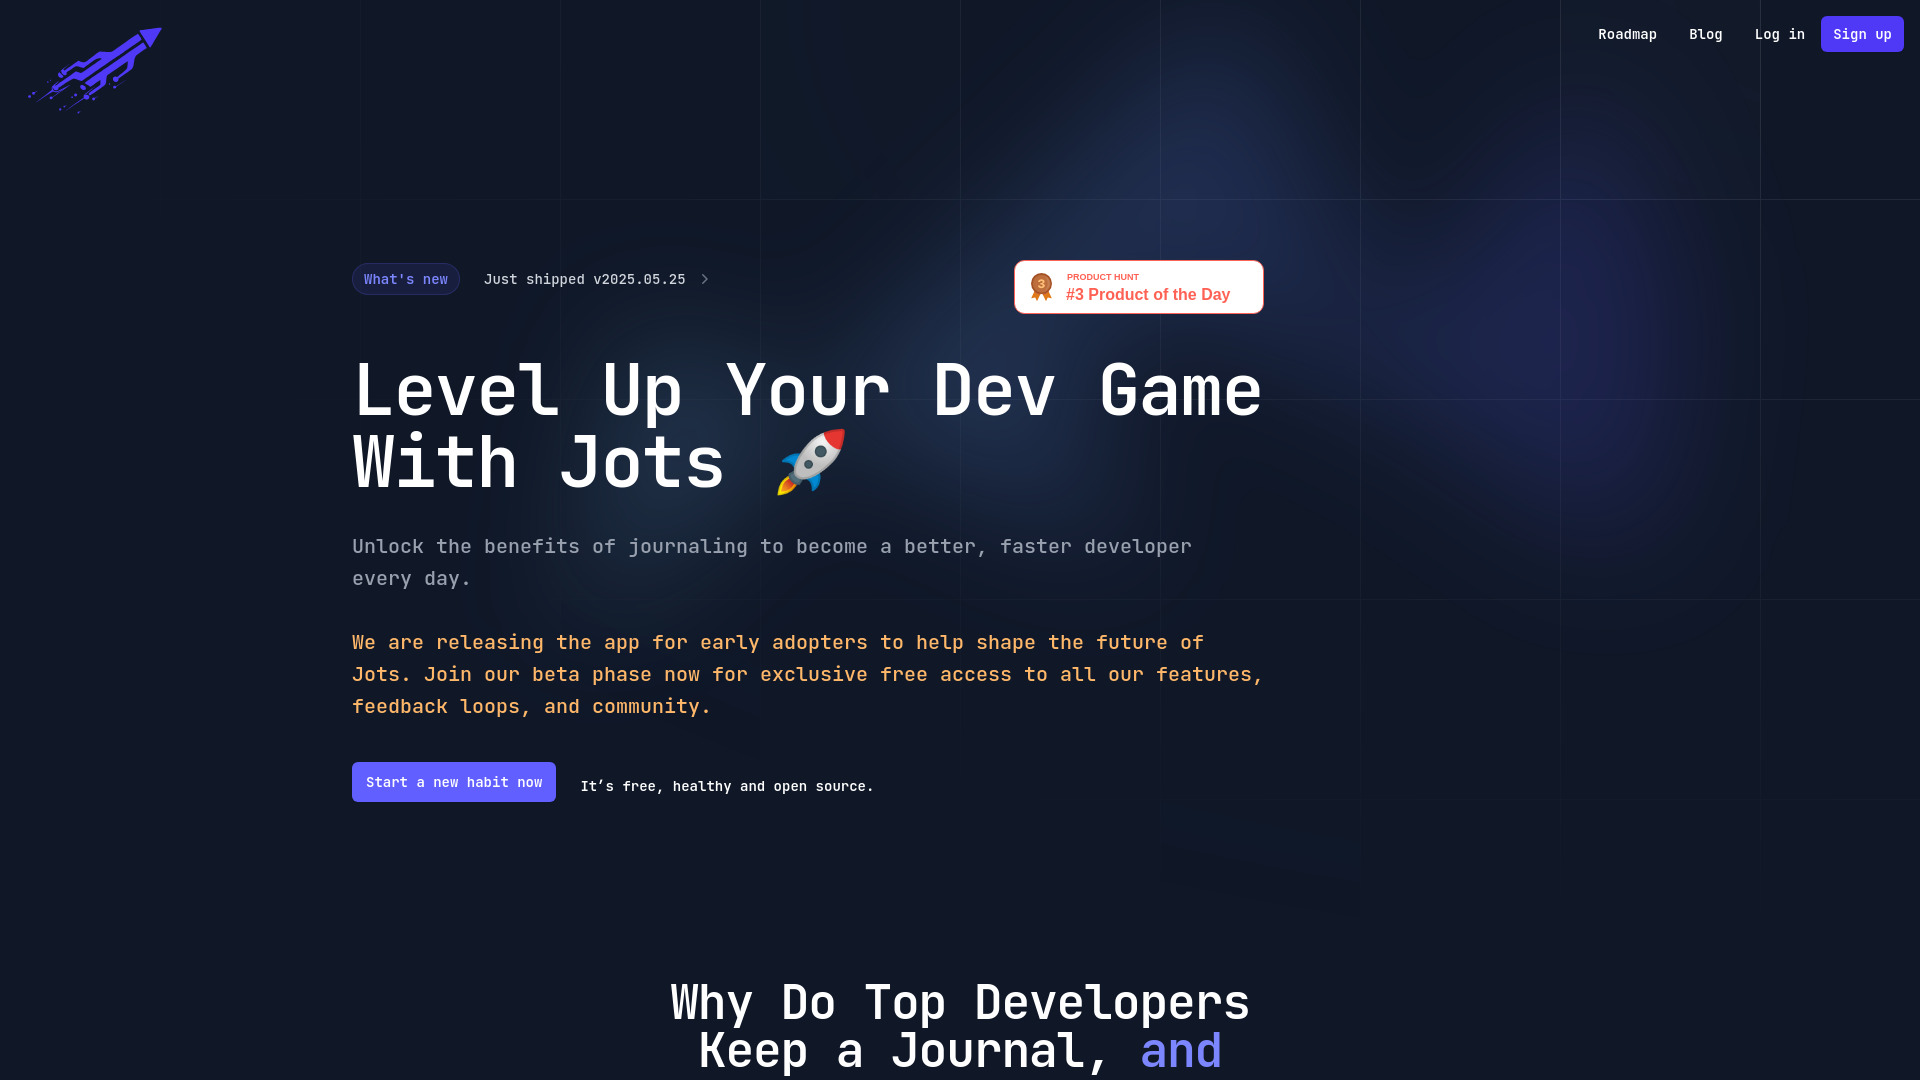 Roadmap Blog Log in Sign up
What's new Just shipped v2025.05.25
3
PRODUCT HUNT
#3 Product of the Day
Level Up Your Dev Game
With Jots 🚀
Unlock the benefits of journaling to become a better, faster developer
every day.
We are releasing the app for early adopters to help shape the future of
Jots. Join our beta phase now for exclusive free access to all our features,
feedback loops, and community.
Start a new habit now It’s free, healthy and open source.
Why Do Top Developers
Keep a Journal, and